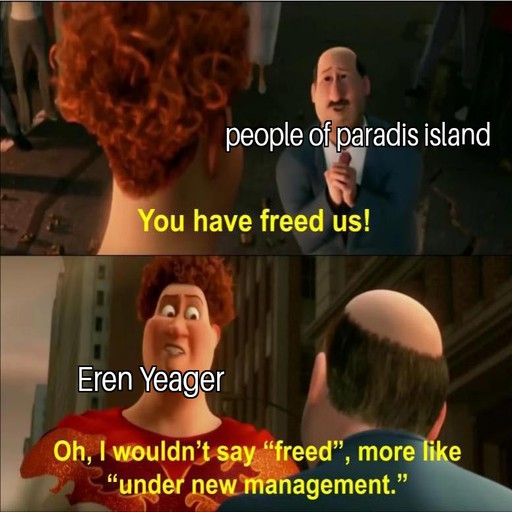 people of paradis island
You have freed us!
Eren Yeager
Oh, I wouldn’t say “freed”, more like
“under new management.”